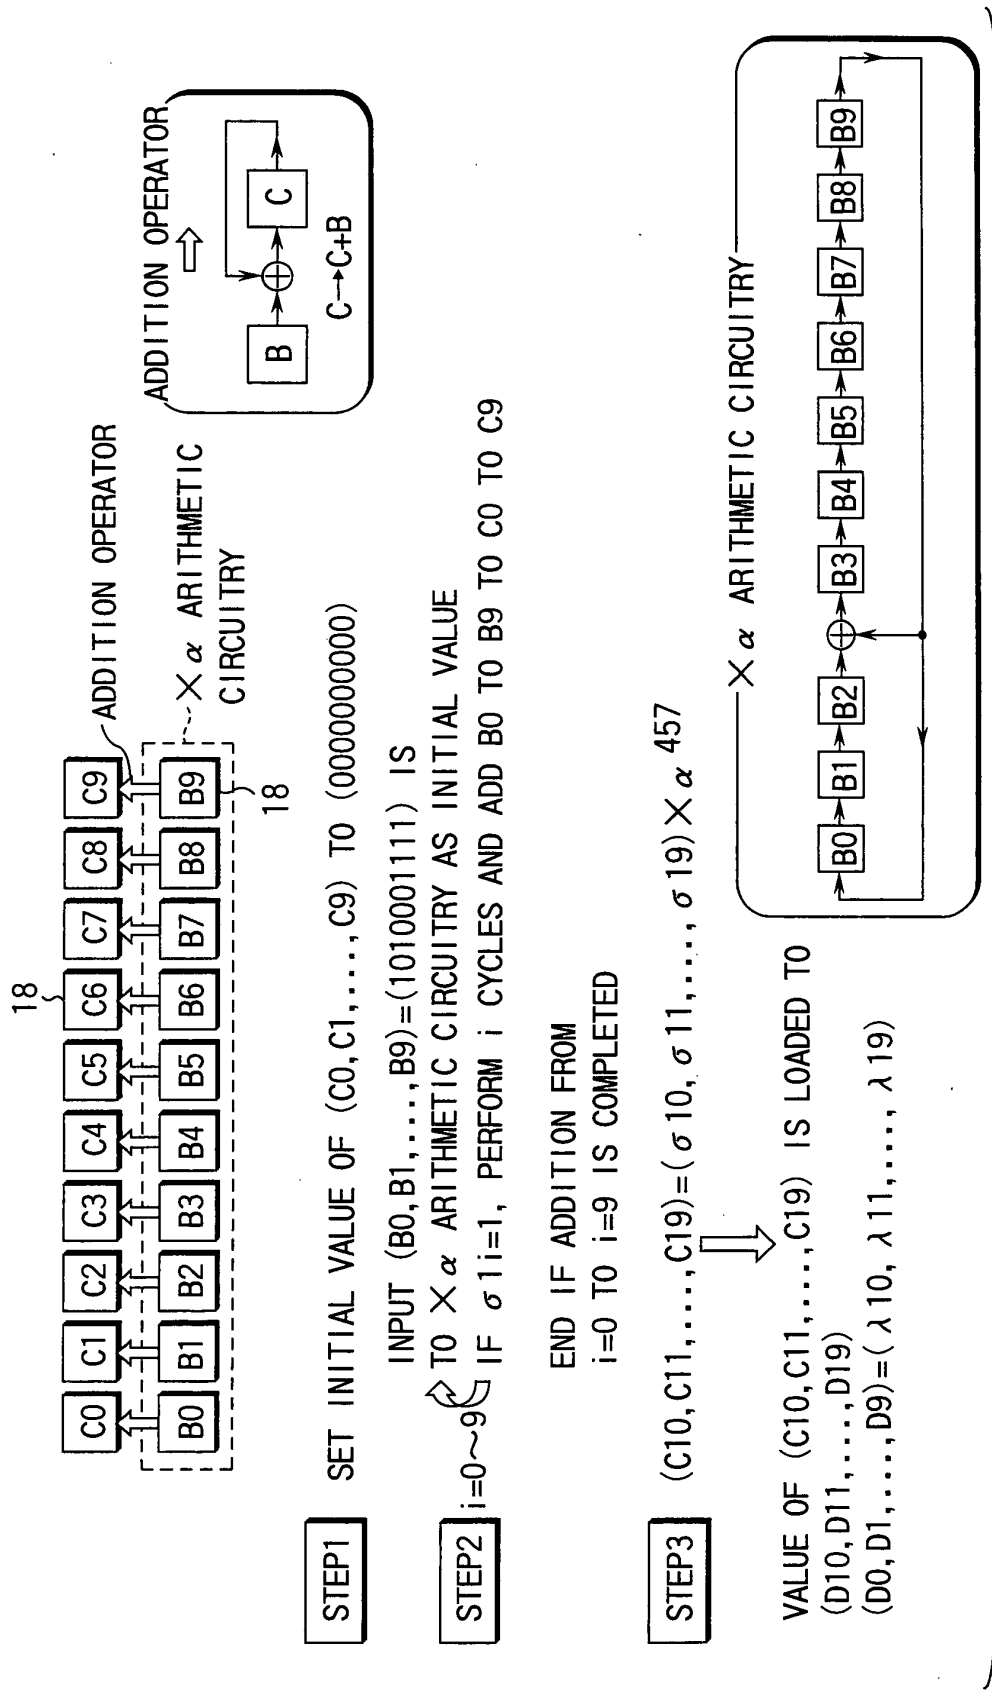 18
C0 C1 C2 C3 C4 C5 C6 C7 C8 C9
ADDITION OPERATOR
B0 B1 B2 B3 B4 B5 B6 B7 B8 B9
×α ARITHMETIC
CIRCUITRY
18
ADDITION OPERATOR
B C
C→C+B
STEP1 SET INITIAL VALUE OF (C0,C1,....,C9) TO (0000000000)
STEP2 i=0～9
INPUT (B0,B1,...,B9)=(1010001111) IS
TO ×α ARITHMETIC CIRCUITRY AS INITIAL VALUE
IF σ1i=1, PERFORM i CYCLES AND ADD B0 TO B9 TO C0 TO C9
END IF ADDITION FROM
i=0 TO i=9 IS COMPLETED
STEP3 (C10,C11,....,C19)=(σ10,σ11,....,σ19)×α457
VALUE OF (C10,C11,....,C19) IS LOADED TO
(D10,D11,....,D19)
(D0,D1,....,D9)=(λ10,λ11,....,λ19)
×α ARITHMETIC CIRCUITRY
B0 B1 B2 B3 B4 B5 B6 B7 B8 B9